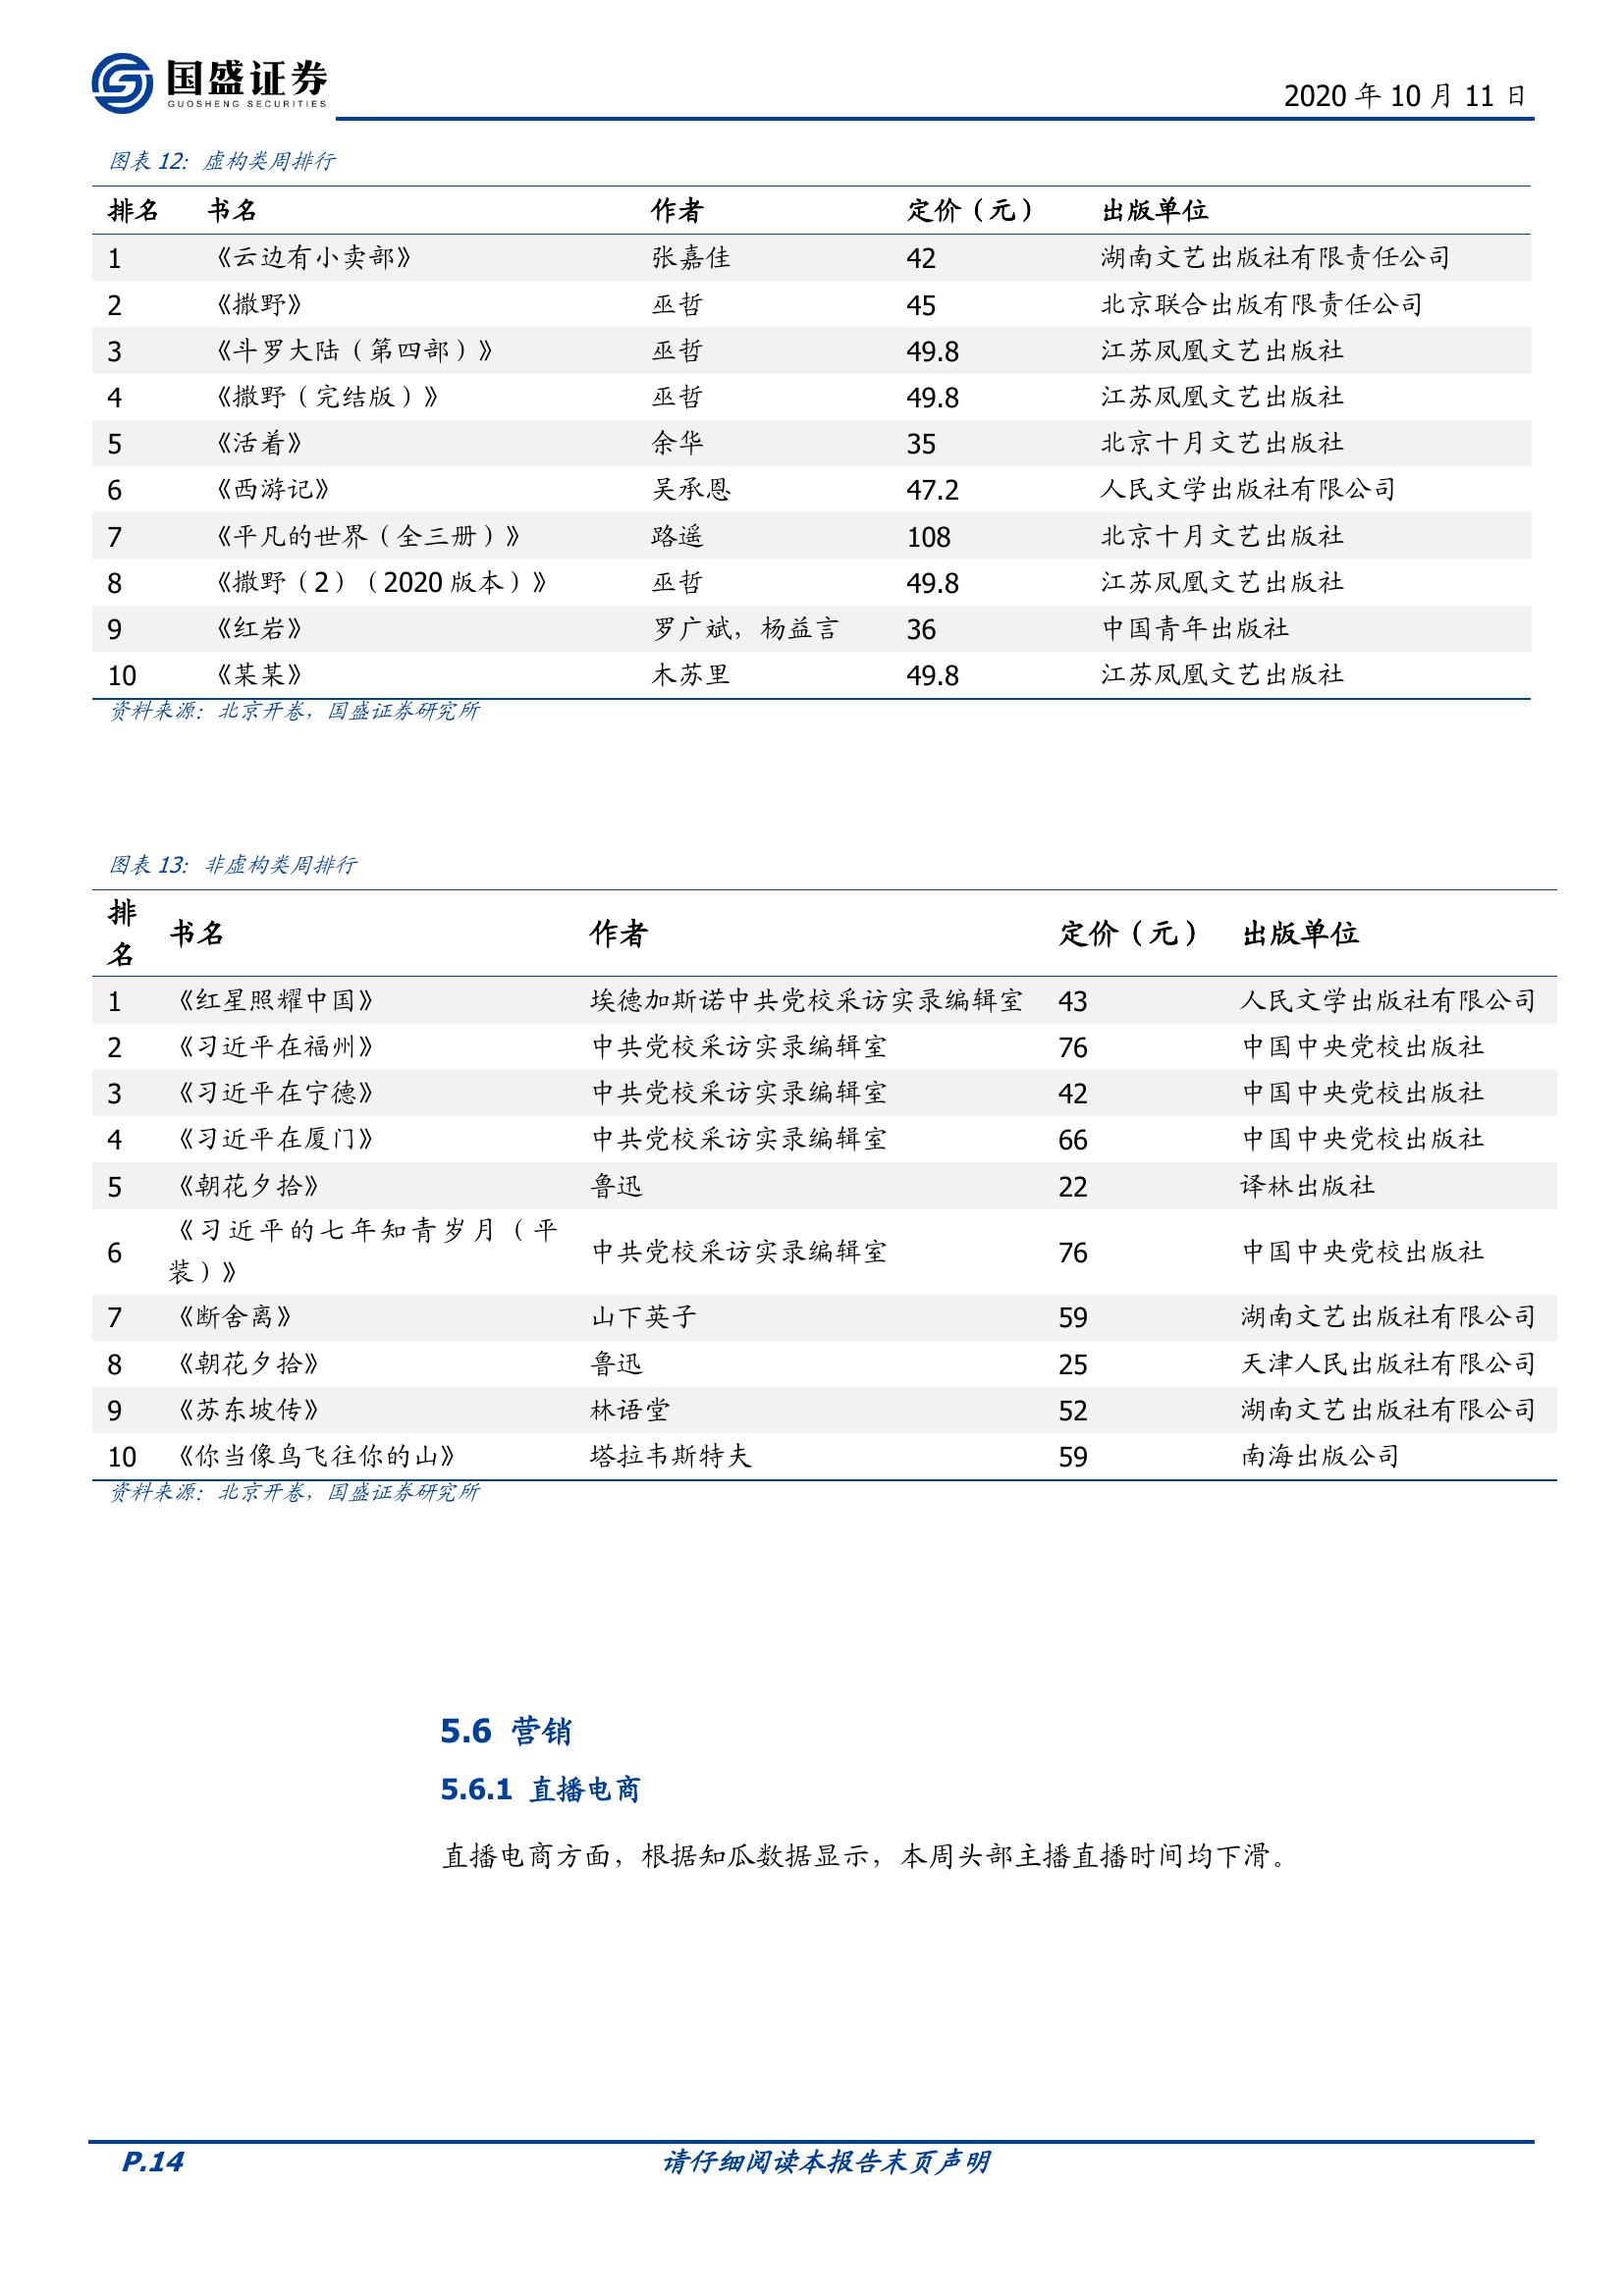 国盛证券
GUOSHENG SECURITIES
2020 年 10 月 11 日
图表 12：虚构类周排行
排名 书名 作者 定价（元） 出版单位
1 《云边有小卖部》 张嘉佳 42 湖南文艺出版社有限责任公司
2 《撒野》 巫哲 45 北京联合出版有限责任公司
3 《斗罗大陆（第四部）》 巫哲 49.8 江苏凤凰文艺出版社
4 《撒野（完结版）》 巫哲 49.8 江苏凤凰文艺出版社
5 《活着》 余华 35 北京十月文艺出版社
6 《西游记》 吴承恩 47.2 人民文学出版社有限公司
7 《平凡的世界（全三册）》 路遥 108 北京十月文艺出版社
8 《撒野（2）（2020 版本）》 巫哲 49.8 江苏凤凰文艺出版社
9 《红岩》 罗广斌，杨益言 36 中国青年出版社
10 《某某》 木苏里 49.8 江苏凤凰文艺出版社
资料来源：北京开卷，国盛证券研究所
图表 13：非虚构类周排行
排
名 书名 作者 定价（元） 出版单位
1 《红星照耀中国》 埃德加斯诺中共党校采访实录编辑室 43 人民文学出版社有限公司
2 《习近平在福州》 中共党校采访实录编辑室 76 中国中央党校出版社
3 《习近平在宁德》 中共党校采访实录编辑室 42 中国中央党校出版社
4 《习近平在厦门》 中共党校采访实录编辑室 66 中国中央党校出版社
5 《朝花夕拾》 鲁迅 22 译林出版社
6 《习近平的七年知青岁月（平
装）》 中共党校采访实录编辑室 76 中国中央党校出版社
7 《断舍离》 山下英子 59 湖南文艺出版社有限公司
8 《朝花夕拾》 鲁迅 25 天津人民出版社有限公司
9 《苏东坡传》 林语堂 52 湖南文艺出版社有限公司
10 《你当像鸟飞往你的山》 塔拉韦斯特夫 59 南海出版公司
资料来源：北京开卷，国盛证券研究所
5.6 营销
5.6.1 直播电商
直播电商方面，根据知瓜数据显示，本周头部主播直播时间均下滑。
P.14 请仔细阅读本报告末页声明